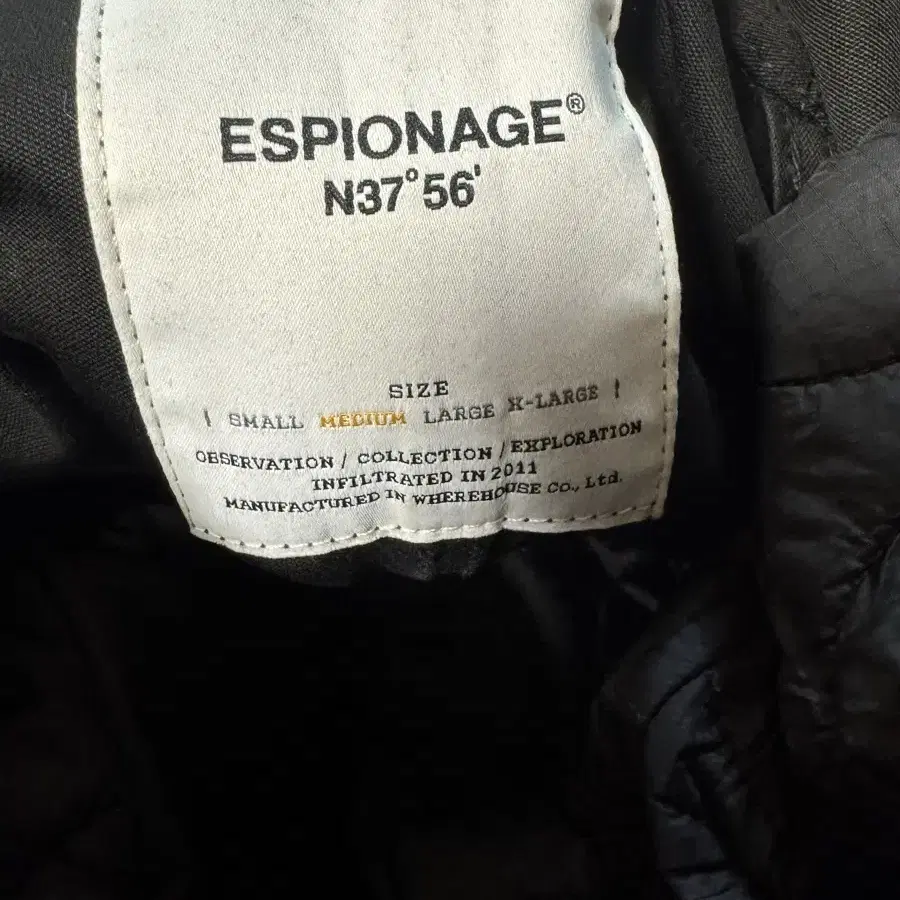 ESPIONAGE®
N37°56'
SIZE
| SMALL MEDIUM LARGE X-LARGE |
OBSERVATION / COLLECTION / EXPLORATION
INFILTRATED IN 2011
MANUFACTURED IN WHEREHOUSE Co., Ltd.